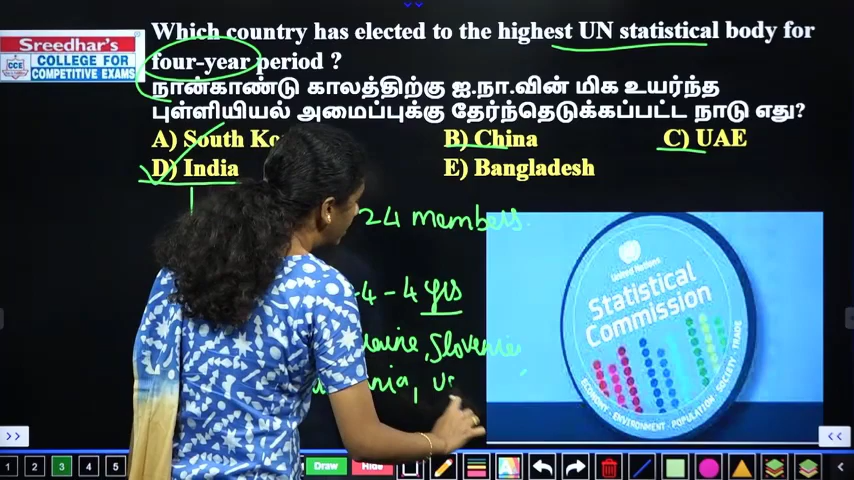 Which country has elected to the highest UN statistical body for
four-year period ?
நான்காண்டு காலத்திற்கு ஐ.நா.வின் மிக உயர்ந்த
புள்ளியியல் அமைப்புக்கு தேர்ந்தெடுக்கப்பட்ட நாடு எது?
Sreedhar's
CCE
COLLEGE FOR
COMPETITIVE EXAMS
A) South Ko
B) China
C) UAE
D) India
E) Bangladesh
24 members.
4 - 4 yrs
Slovenia
United Nations
Statistical
Commission
ECONOMY · ENVIRONMENT · POPULATION · SOCIETY · TRADE
>>
<<
1 2 3 4 5
Draw
Hide